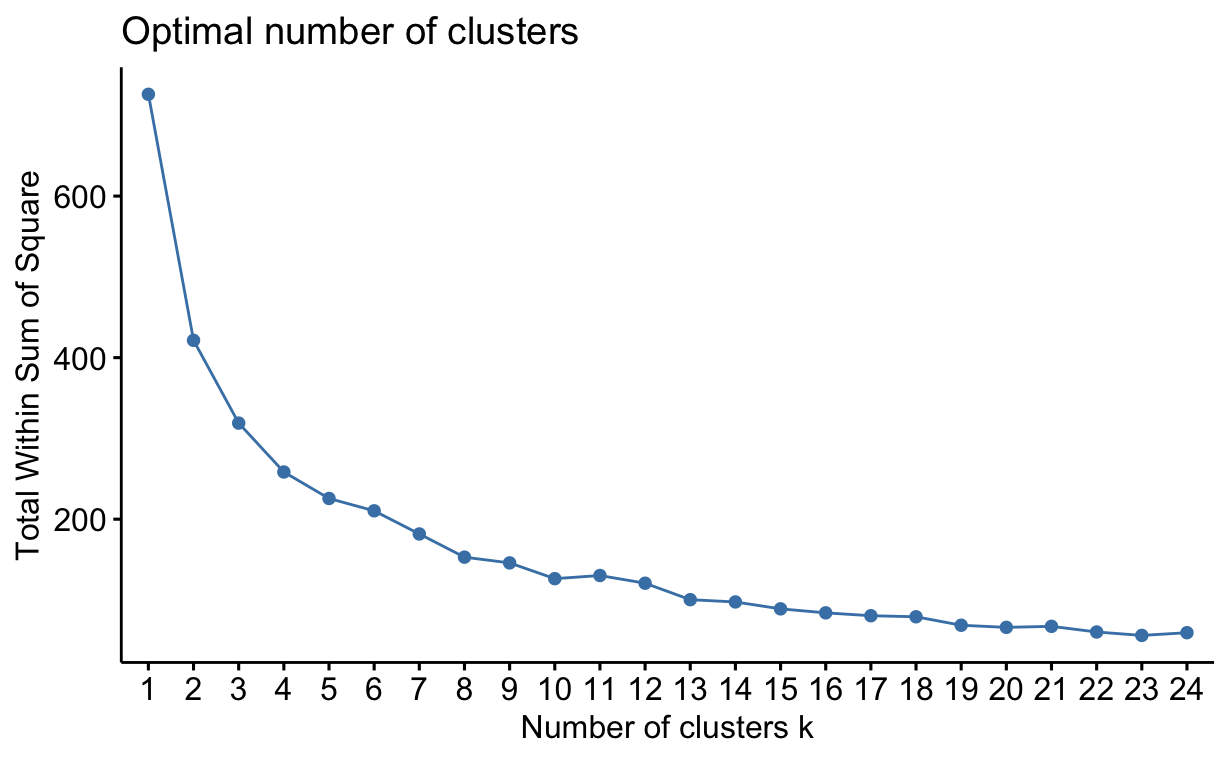 Optimal number of clusters
Total Within Sum of Square
600
400
200
1 2 3 4 5 6 7 8 9 10 11 12 13 14 15 16 17 18 19 20 21 22 23 24
Number of clusters k